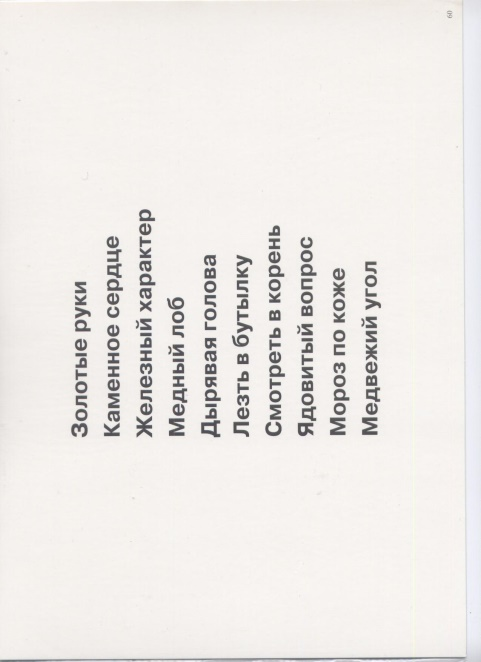 60
Золотые руки
Каменное сердце
Железный характер
Медный лоб
Дырявая голова
Лезть в бутылку
Смотреть в корень
Ядовитый вопрос
Мороз по коже
Медвежий угол